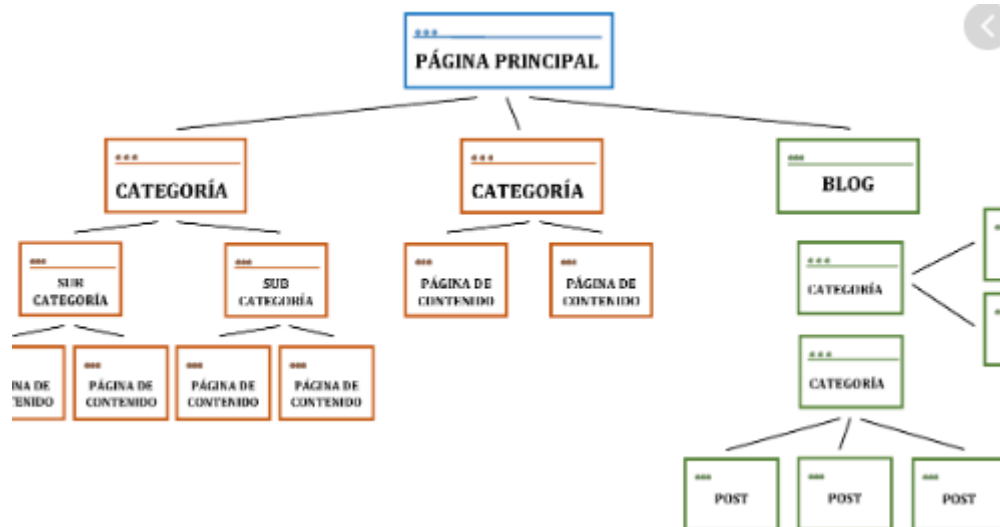 PÁGINA PRINCIPAL
CATEGORÍA
CATEGORÍA
BLOG
SUB
CATEGORÍA
SUB
CATEGORÍA
PÁGINA DE
CONTENIDO
PÁGINA DE
CONTENIDO
CATEGORÍA
CATEGORÍA
DE
PÁGINA DE
CONTENIDO
PÁGINA DE
CONTENIDO
PÁGINA DE
CONTENIDO
POST
POST
POST